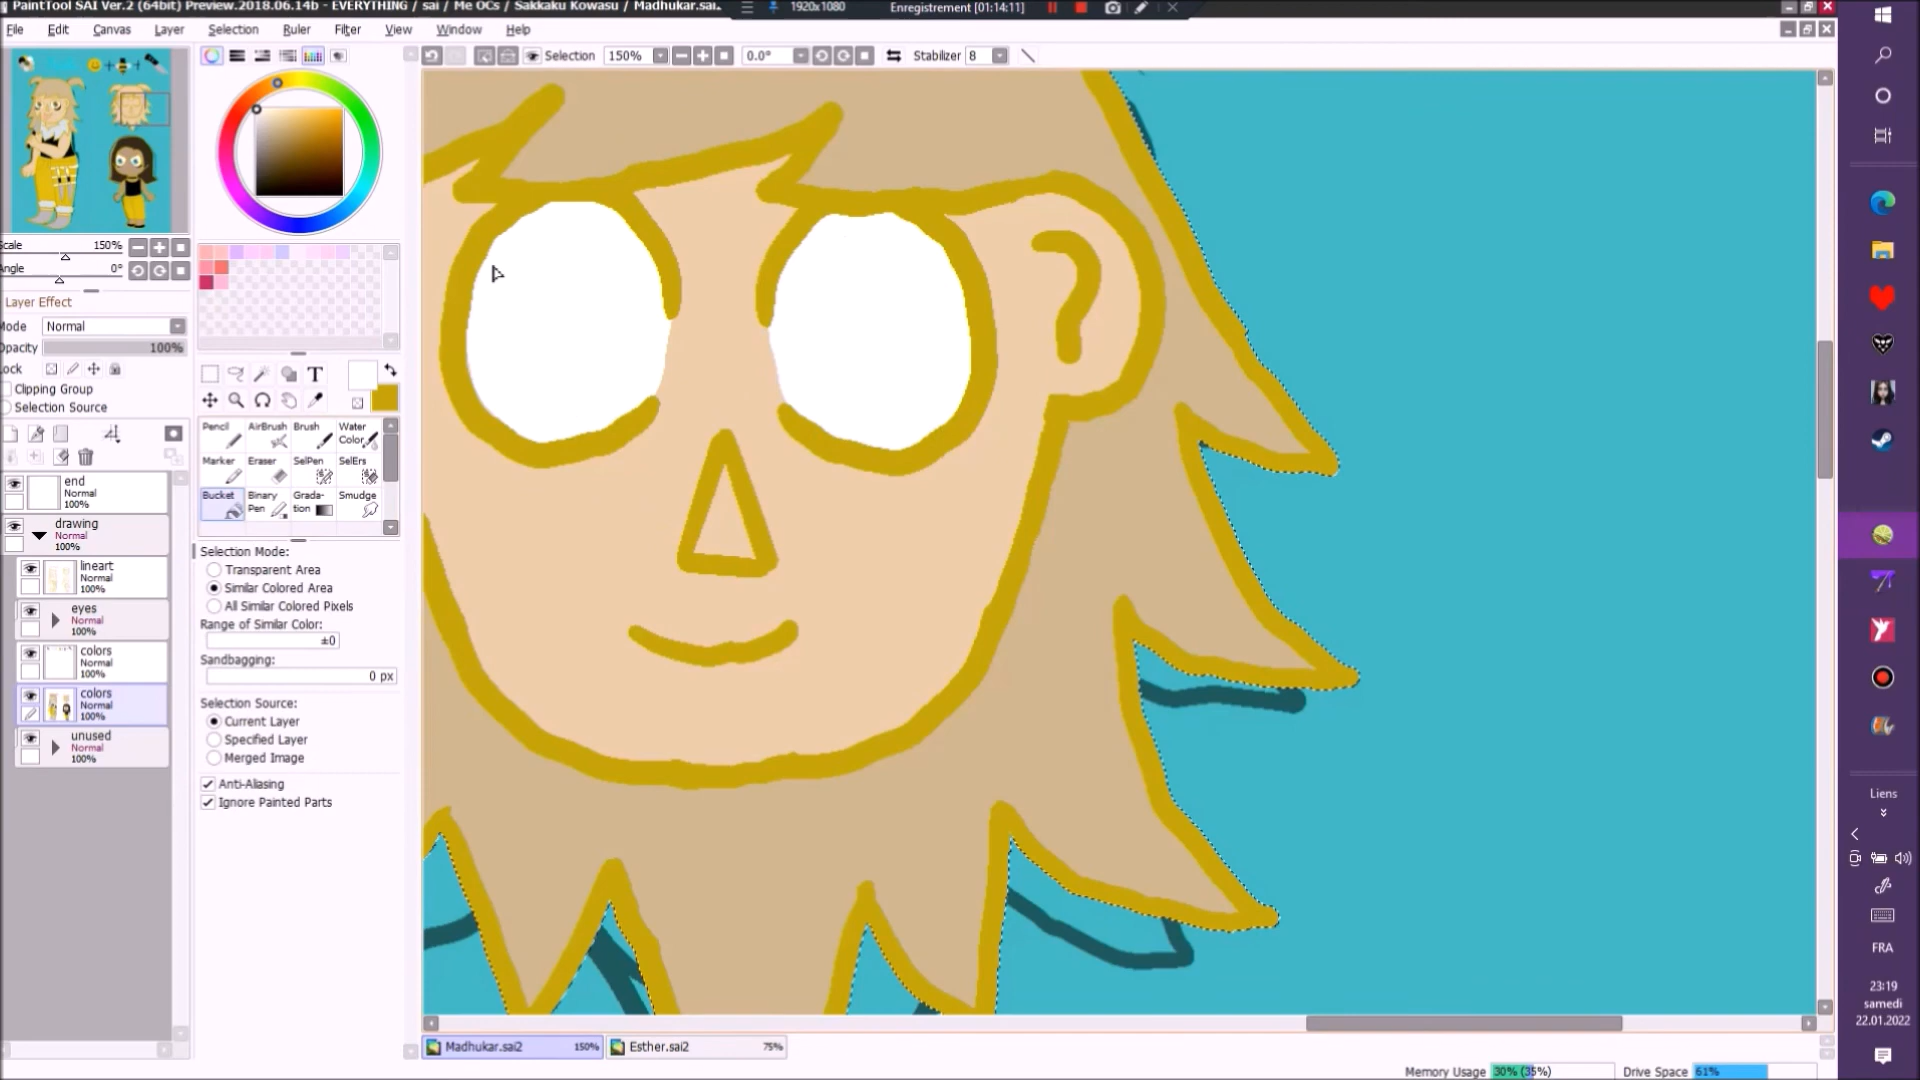 PaintTool SAI Ver.2 (64bit) Preview.2018.06.14b - EVERYTHING / sai / Me OCs / Sakkaku Kowasu / Madhukar.sai...
1920x1080
Enregistrement [01:14:11]
File Edit Canvas Layer Selection Ruler Filter View Window Help
Selection 150% 0.0° Stabilizer 8
Scale 150%
Angle 0°
Layer Effect
Mode Normal
Opacity 100%
Lock
Clipping Group
Selection Source
end
Normal
100%
drawing
Normal
100%
lineart
Normal
100%
eyes
Normal
100%
colors
Normal
100%
colors
Normal
100%
unused
Normal
100%
T
Pencil AirBrush Brush Water Color
Marker Eraser SelPen SelErs
Bucket Binary Pen Grada-tion Smudge
Selection Mode:
Transparent Area
Similar Colored Area
All Similar Colored Pixels
Range of Similar Color:
±0
Sandbagging:
0 px
Selection Source:
Current Layer
Specified Layer
Merged Image
Anti-Aliasing
Ignore Painted Parts
Madhukar.sai2 150%
Esther.sai2 75%
Memory Usage 30% (35%)
Drive Space 61%
Liens
FRA
23:19
samedi
22.01.2022